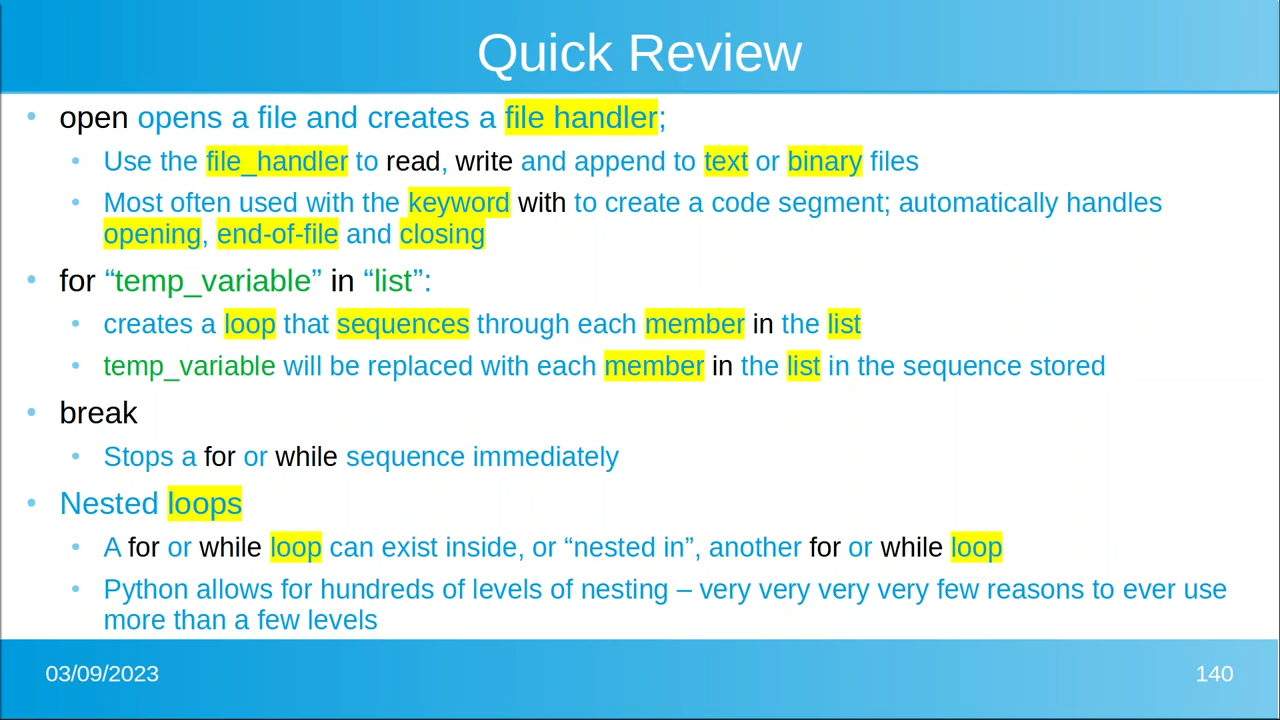 Quick Review
• open opens a file and creates a file handler;
• Use the file_handler to read, write and append to text or binary files
• Most often used with the keyword with to create a code segment; automatically handles
opening, end-of-file and closing
• for “temp_variable” in “list”:
• creates a loop that sequences through each member in the list
• temp_variable will be replaced with each member in the list in the sequence stored
• break
• Stops a for or while sequence immediately
• Nested loops
• A for or while loop can exist inside, or “nested in”, another for or while loop
• Python allows for hundreds of levels of nesting – very very very very few reasons to ever use
more than a few levels
03/09/2023
140